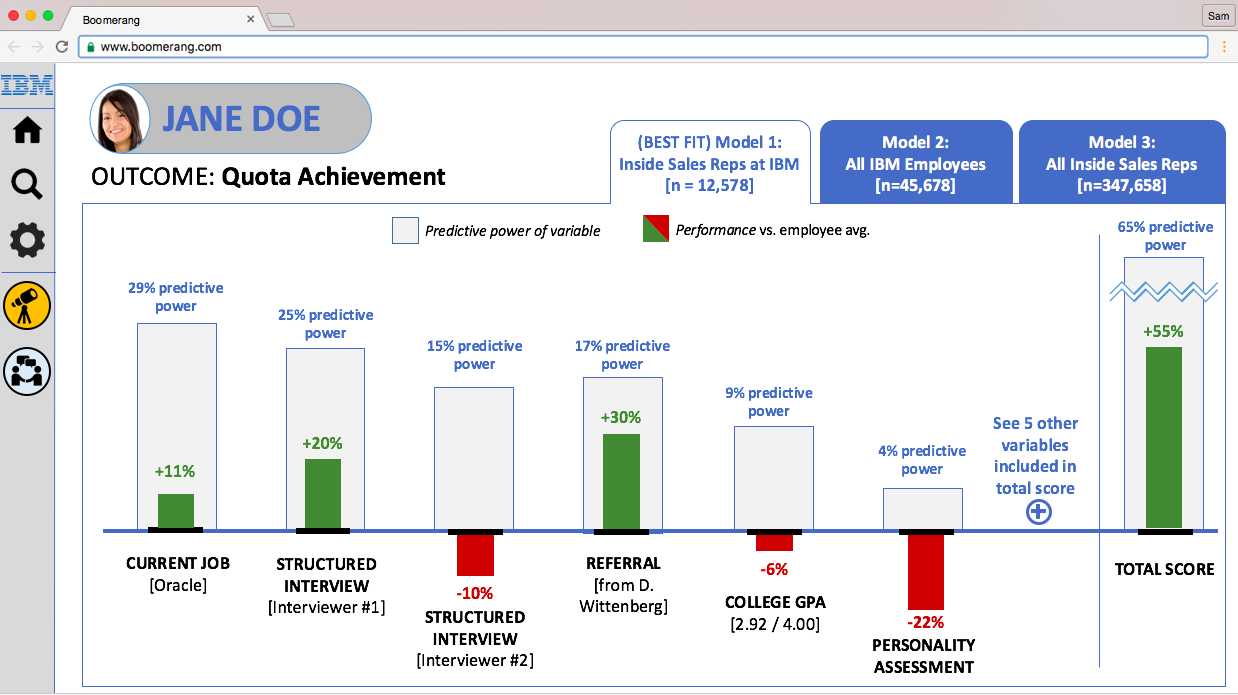 Boomerang
Sam
www.boomerang.com
IBM
JANE DOE
OUTCOME: Quota Achievement
(BEST FIT) Model 1:
Inside Sales Reps at IBM
[n = 12,578]
Model 2:
All IBM Employees
[n=45,678]
Model 3:
All Inside Sales Reps
[n=347,658]
Predictive power of variable
Performance vs. employee avg.
29% predictive
power
+11%
CURRENT JOB
[Oracle]
25% predictive
power
+20%
STRUCTURED
INTERVIEW
[Interviewer #1]
15% predictive
power
-10%
STRUCTURED
INTERVIEW
[Interviewer #2]
17% predictive
power
+30%
REFERRAL
[from D.
Wittenberg]
9% predictive
power
-6%
COLLEGE GPA
[2.92 / 4.00]
4% predictive
power
-22%
PERSONALITY
ASSESSMENT
See 5 other
variables
included in
total score
65% predictive
power
+55%
TOTAL SCORE